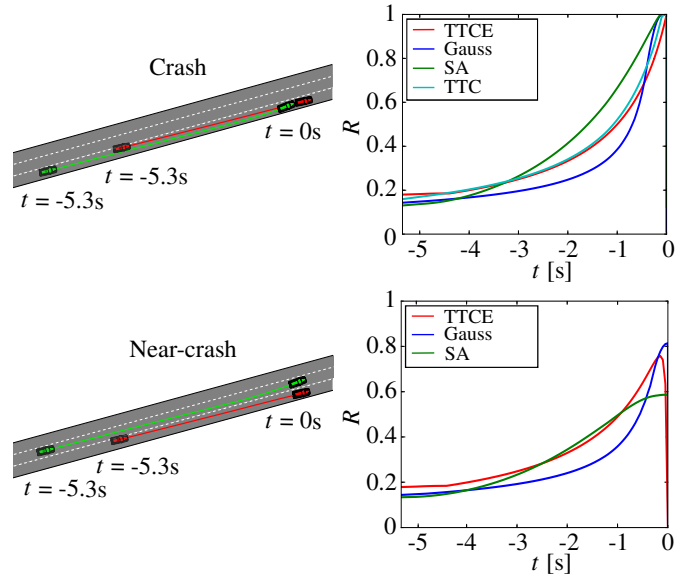 Crash
t = 0s
t = -5.3s
t = -5.3s
1
0.8
0.6
0.4
0.2
0
R
TTCE
Gauss
SA
TTC
-5
-4
-3
-2
-1
0
t [s]
Near-crash
t = 0s
t = -5.3s
t = -5.3s
1
0.8
0.6
0.4
0.2
0
R
TTCE
Gauss
SA
-5
-4
-3
-2
-1
0
t [s]